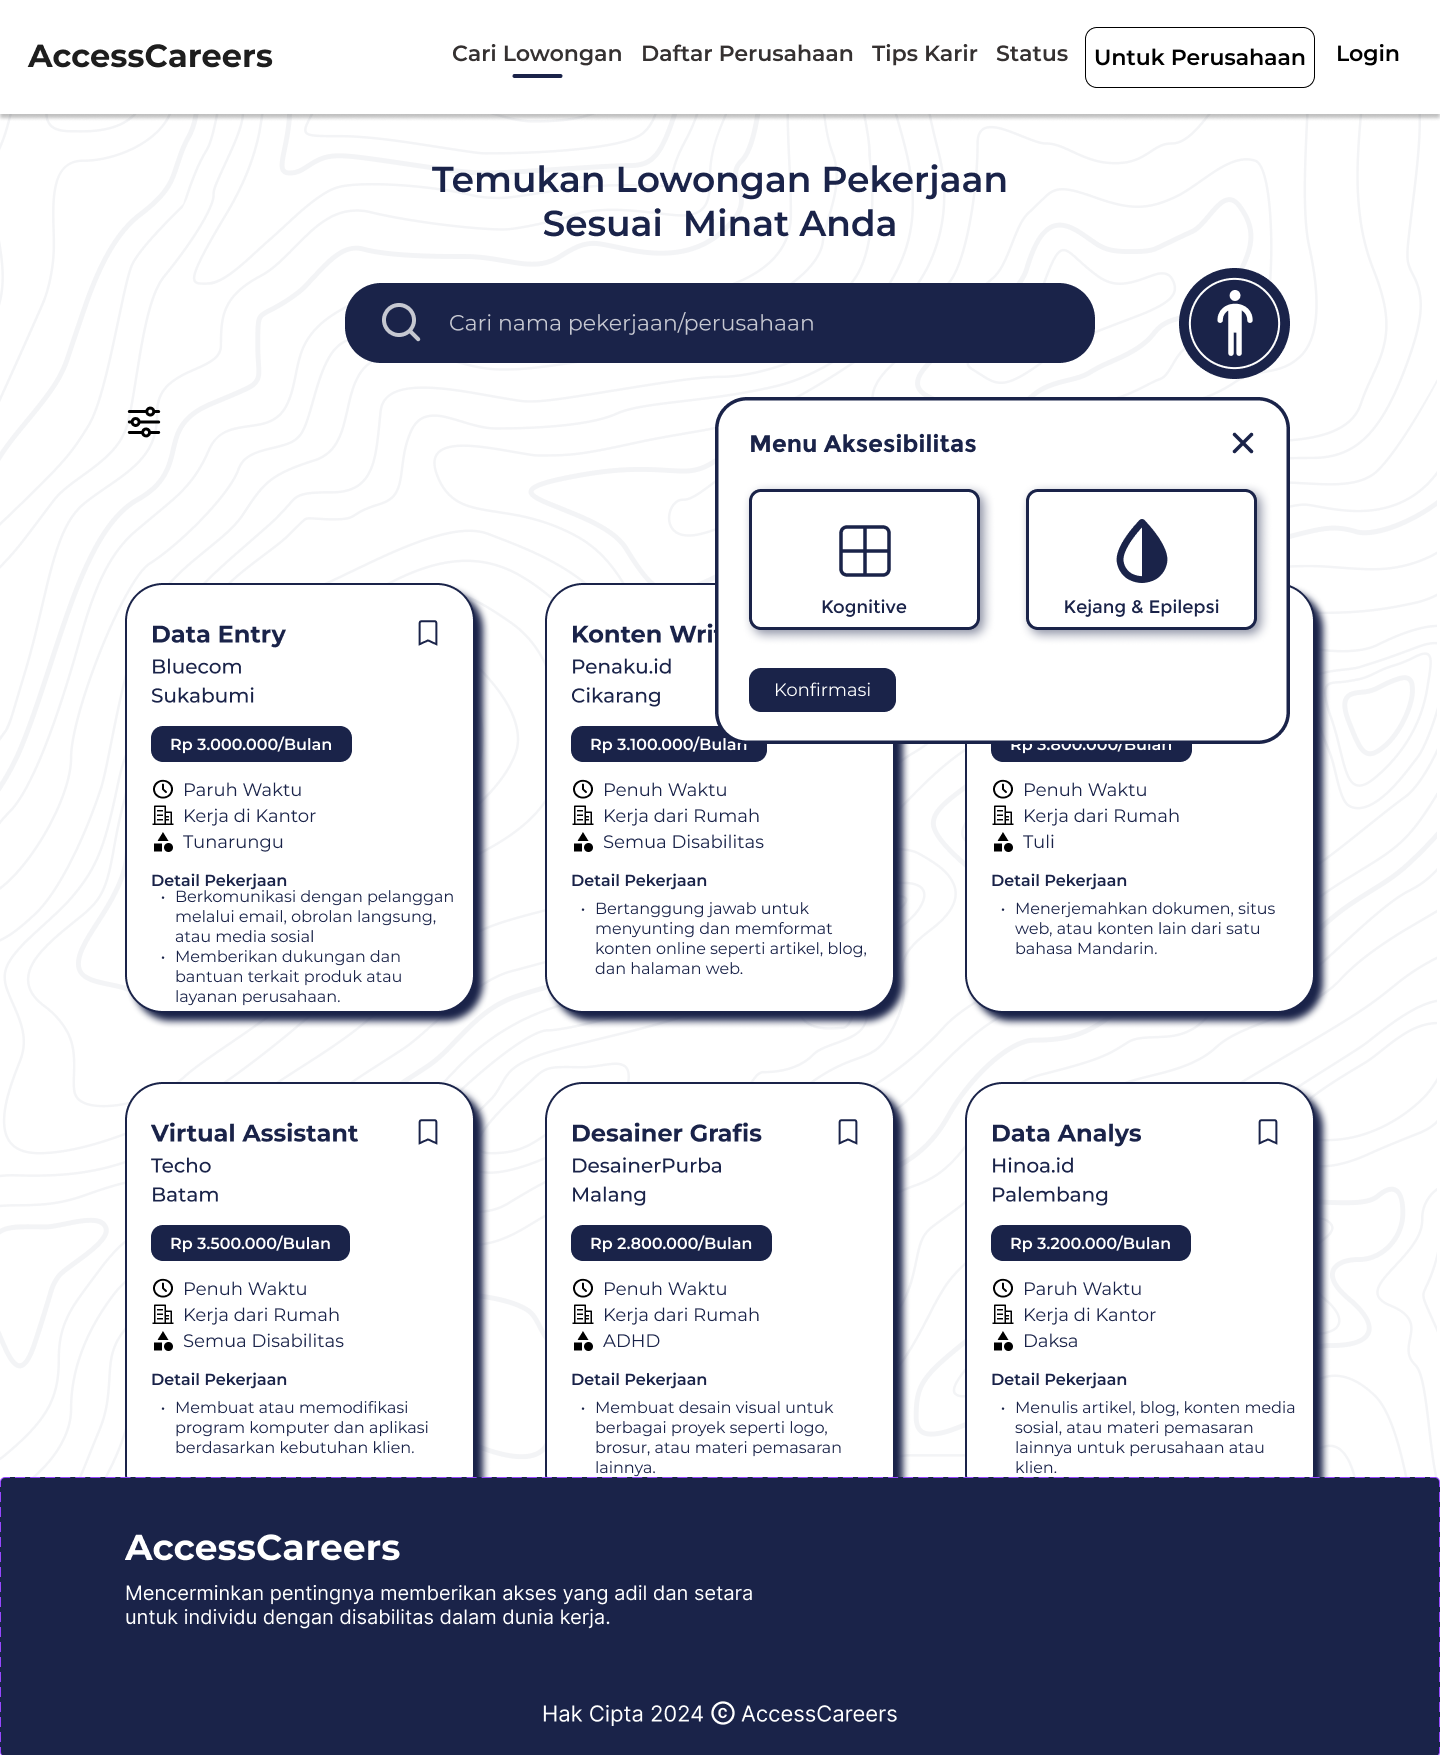 AccessCareers
Cari Lowongan
Daftar Perusahaan
Tips Karir
Status
Untuk Perusahaan
Login
Temukan Lowongan Pekerjaan
Sesuai Minat Anda
Cari nama pekerjaan/perusahaan
Menu Aksesibilitas
Kognitive
Kejang & Epilepsi
Konfirmasi
Data Entry
Bluecom
Sukabumi
Rp 3.000.000/Bulan
Paruh Waktu
Kerja di Kantor
Tunarungu
Detail Pekerjaan
• Berkomunikasi dengan pelanggan
melalui email, obrolan langsung,
atau media sosial
• Memberikan dukungan dan
bantuan terkait produk atau
layanan perusahaan.
Konten
Penaku.id
Cikarang
Rp 3.100.000/Bulan
Penuh Waktu
Kerja dari Rumah
Semua Disabilitas
Detail Pekerjaan
• Bertanggung jawab untuk
menyunting dan memformat
konten online seperti artikel, blog,
dan halaman web.
Rp 3.800.000/Bulan
Penuh Waktu
Kerja dari Rumah
Tuli
Detail Pekerjaan
• Menerjemahkan dokumen, situs
web, atau konten lain dari satu
bahasa Mandarin.
Virtual Assistant
Techo
Batam
Rp 3.500.000/Bulan
Penuh Waktu
Kerja dari Rumah
Semua Disabilitas
Detail Pekerjaan
• Membuat atau memodifikasi
program komputer dan aplikasi
berdasarkan kebutuhan klien.
Desainer Grafis
DesainerPurba
Malang
Rp 2.800.000/Bulan
Penuh Waktu
Kerja dari Rumah
ADHD
Detail Pekerjaan
• Membuat desain visual untuk
berbagai proyek seperti logo,
brosur, atau materi pemasaran
lainnya.
Data Analys
Hinoa.id
Palembang
Rp 3.200.000/Bulan
Paruh Waktu
Kerja di Kantor
Daksa
Detail Pekerjaan
• Menulis artikel, blog, konten media
sosial, atau materi pemasaran
lainnya untuk perusahaan atau
klien.
AccessCareers
Mencerminkan pentingnya memberikan akses yang adil dan setara
untuk individu dengan disabilitas dalam dunia kerja.
Hak Cipta 2024 © AccessCareers